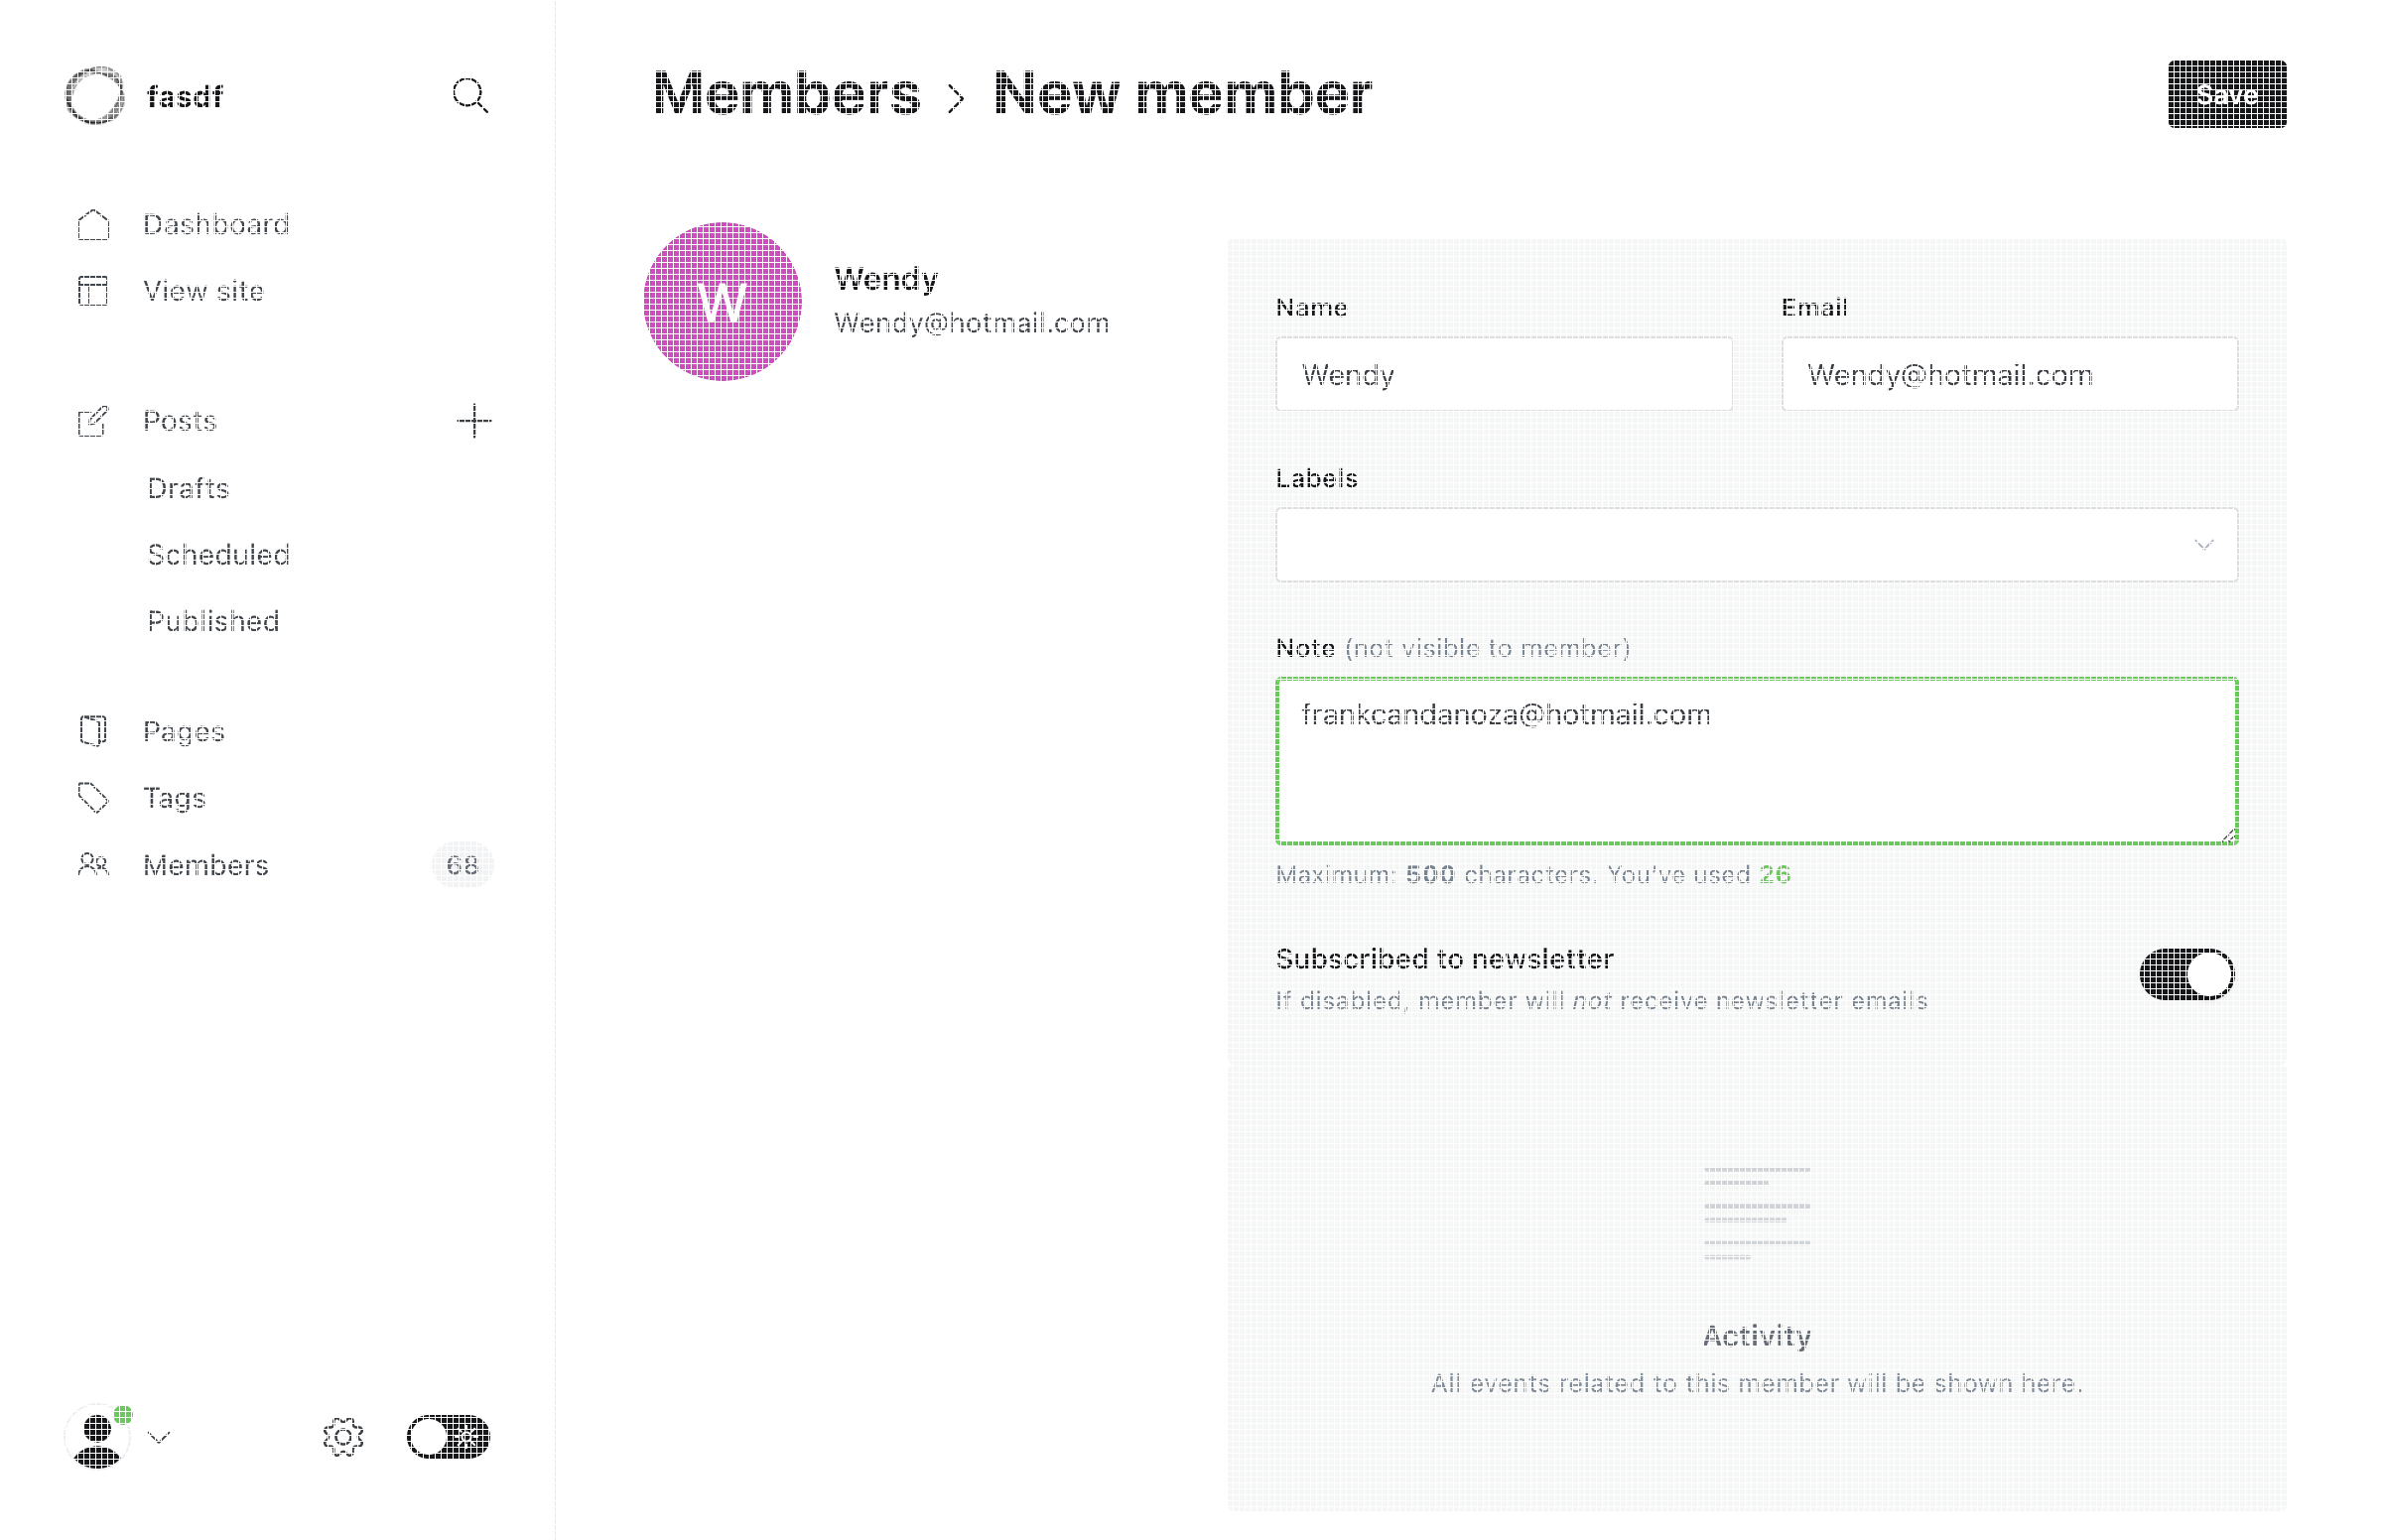 fasdf
Members > New member
Save
Dashboard
View site
Posts
Drafts
Scheduled
Published
Pages
Tags
Members 68
W
Wendy
Wendy@hotmail.com
Name
Wendy
Email
Wendy@hotmail.com
Labels
Note (not visible to member)
frankcandanoza@hotmail.com
Maximum: 500 characters. You’ve used 26
Subscribed to newsletter
If disabled, member will not receive newsletter emails
Activity
All events related to this member will be shown here.